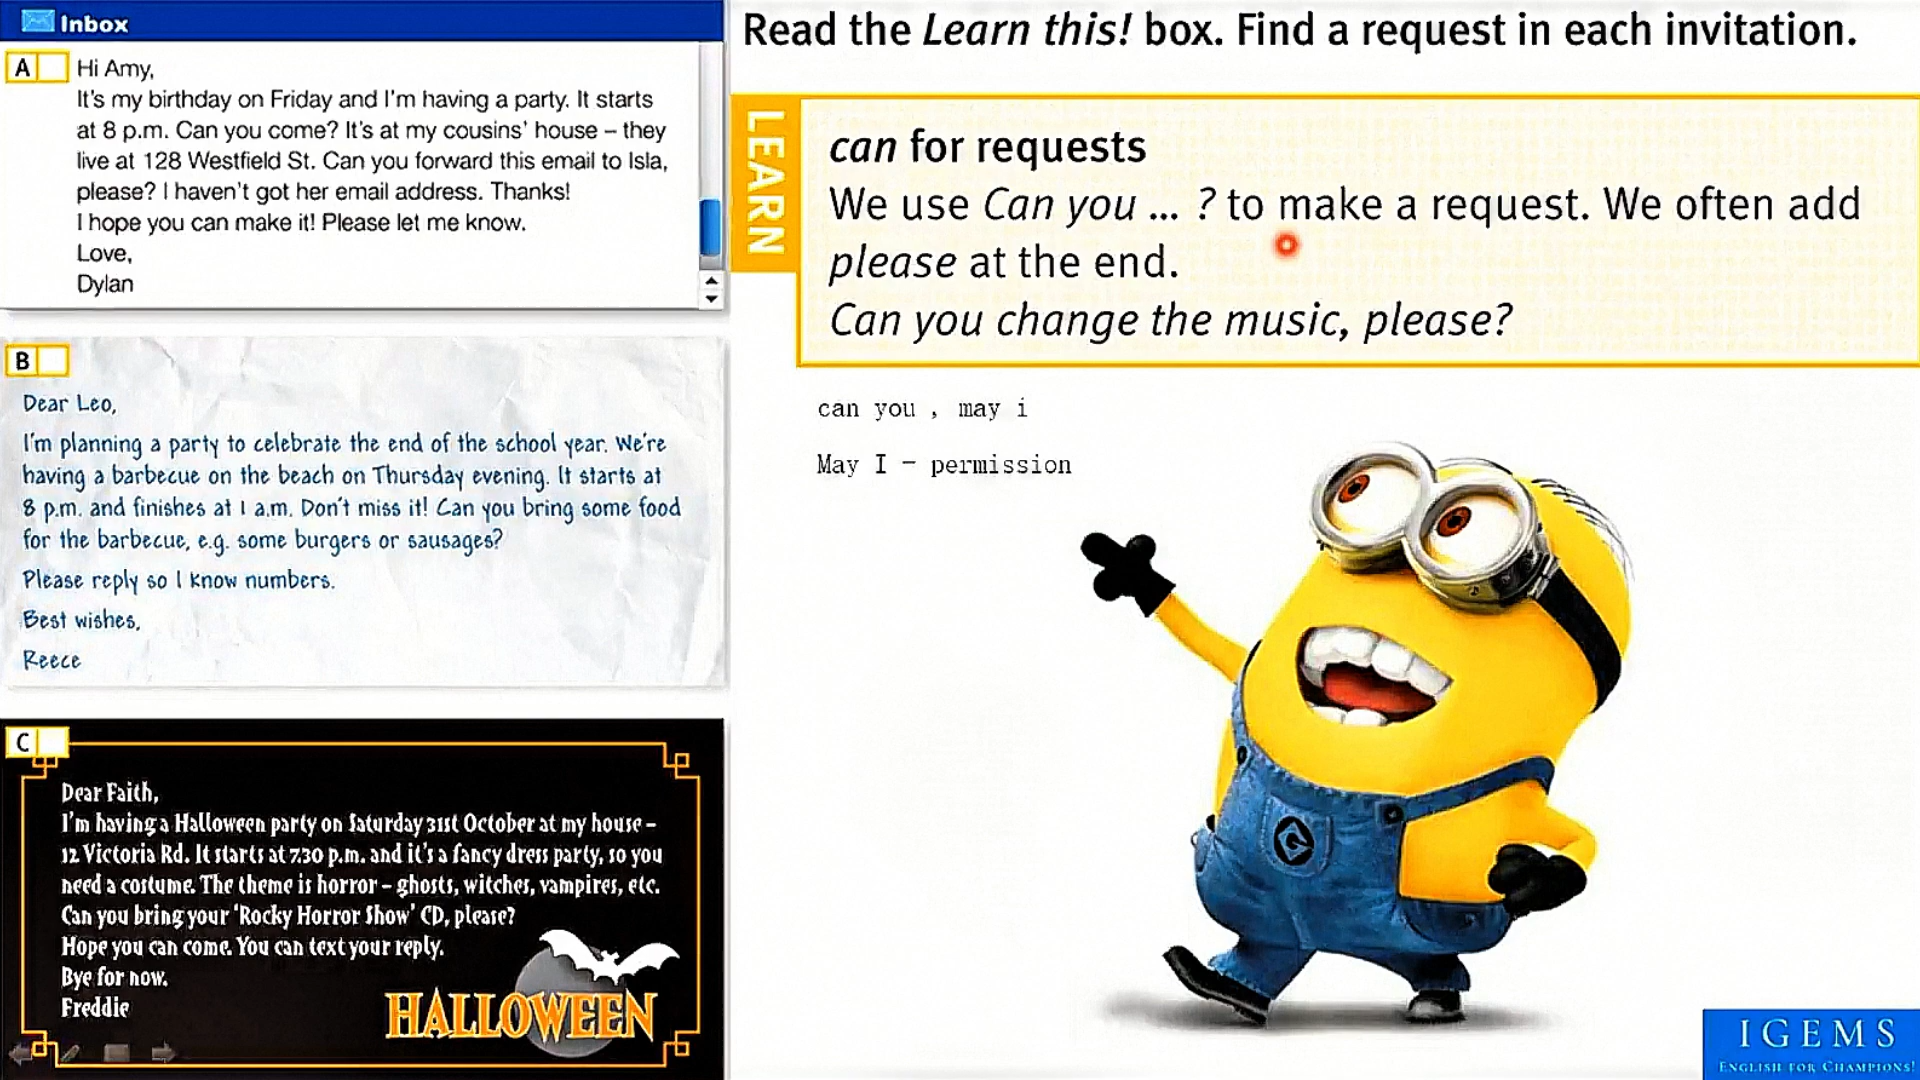 Inbox
A
Hi Amy,
It's my birthday on Friday and I'm having a party. It starts
at 8 p.m. Can you come? It's at my cousins' house – they
live at 128 Westfield St. Can you forward this email to Isla,
please? I haven't got her email address. Thanks!
I hope you can make it! Please let me know.
Love,
Dylan
B
Dear Leo,
I'm planning a party to celebrate the end of the school year. We're
having a barbecue on the beach on Thursday evening. It starts at
8 p.m. and finishes at 1 a.m. Don't miss it! Can you bring some food
for the barbecue, e.g. some burgers or sausages?
Please reply so I know numbers.
Best wishes,
Reece
C
Dear Faith,
I'm having a Halloween party on Saturday 31st October at my house –
12 Victoria Rd. It starts at 7.30 p.m. and it's a fancy dress party, so you
need a costume. The theme is horror – ghosts, witches, vampires, etc.
Can you bring your 'Rocky Horror Show' CD, please?
Hope you can come. You can text your reply.
Bye for now.
Freddie
HALLOWEEN
Read the Learn this! box. Find a request in each invitation.
LEARN
can for requests
We use Can you ... ? to make a request. We often add
please at the end.
Can you change the music, please?
can you , may i
May I - permission
IGEMS
ENGLISH FOR CHAMPIONS!